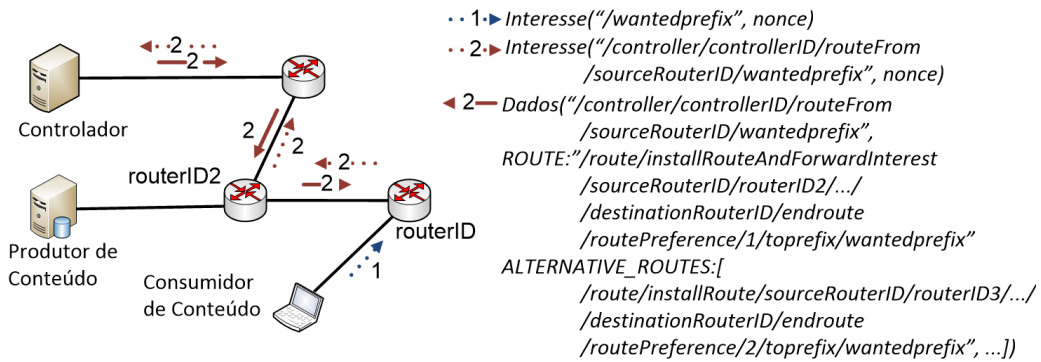 2
2
Controlador
2
2
routerID2
2
2
routerID
Produtor de
Conteúdo
Consumidor
de Conteúdo
1
1 Interesse(“/wantedprefix”, nonce)
2 Interesse(“/controller/controllerID/routeFrom
/sourceRouterID/wantedprefix”, nonce)
2 Dados(“/controller/controllerID/routeFrom
/sourceRouterID/wantedprefix”,
ROUTE:”/route/installRouteAndForwardInterest
/sourceRouterID/routerID2/.../
/destinationRouterID/endroute
/routePreference/1/toprefix/wantedprefix”
ALTERNATIVE_ROUTES:[
/route/installRoute/sourceRouterID/routerID3/.../
/destinationRouterID/endroute
/routePreference/2/toprefix/wantedprefix”, ...])